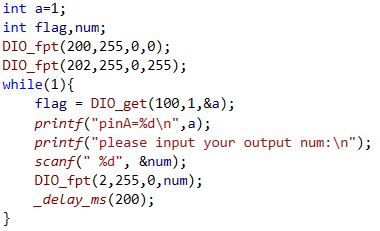 int a=1;
int flag,num;
DIO_fpt(200,255,0,0);
DIO_fpt(202,255,0,255);
while(1){
    flag = DIO_get(100,1,&a);
    printf("pinA=%d\n",a);
    printf("please input your output num:\n");
    scanf(" %d", &num);
    DIO_fpt(2,255,0,num);
    _delay_ms(200);
}